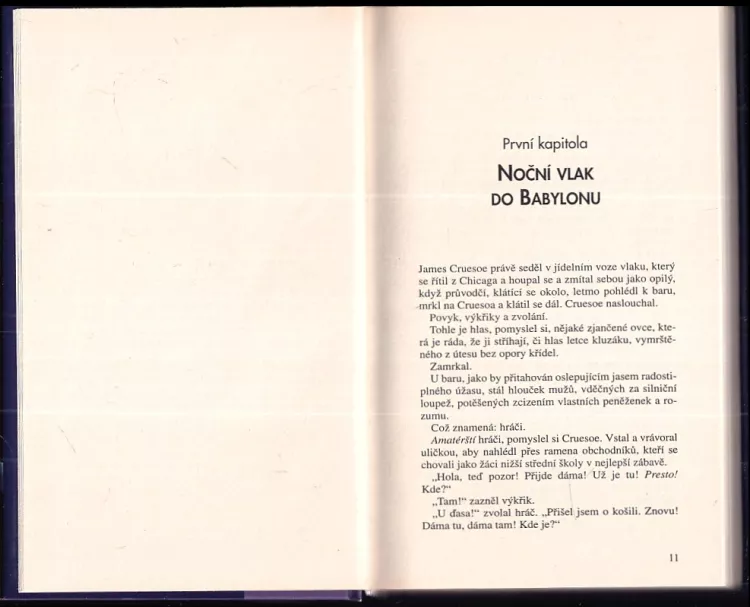 První kapitola
NOČNÍ VLAK
DO BABYLONU
James Cruesoe právě seděl v jídelním voze vlaku, který
se řítil z Chicaga a houpal se a zmítal sebou jako opilý,
když průvodčí, klátící se okolo, letmo pohlédl k baru,
mrkl na Cruesoa a klátil se dál. Cruesoe naslouchal.
Povyk, výkřiky a zvolání.
Tohle je hlas, pomyslel si, nějaké zjančené ovce, kte-
rá je ráda, že ji stříhají, či hlas letce kluzáku, vymrště-
ného z útesu bez opory křídel.
Zamrkal.
U baru, jako by přitahován oslepujícím jasem radosti-
plného úžasu, stál hlouček mužů, vděčných za silniční
loupež, potěšených zcizením vlastních peněženek a ro-
zumu.
Což znamená: hráči.
Amatérští hráči, pomyslel si Cruesoe. Vstal a vrávoral
uličkou, aby nahlédl přes ramena obchodníků, kteří se
chovali jako žáci nižší střední školy v nejlepší zábavě.
„Hola, teď pozor! Přijde dáma! Už je tu! Presto!
Kde?“
„Tam!“ zazněl výkřik.
„U ďasa!“ zvolal hráč. „Přišel jsem o košili. Znovu!
Dáma tu, dáma tam! Kde je?“
11